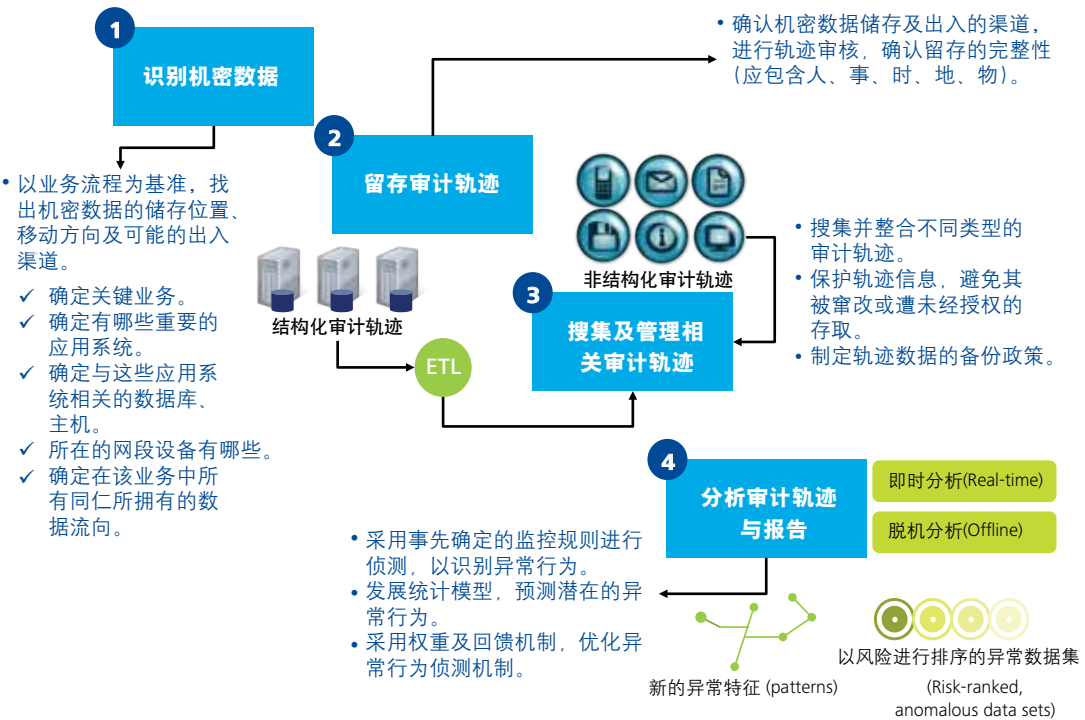 1
识别机密数据
• 以业务流程为基准，找
出机密数据的储存位置、
移动方向及可能的出入
渠道。
✓ 确定关键业务。
✓ 确定有哪些重要的
应用系统。
✓ 确定与这些应用系
统相关的数据库、
主机。
✓ 所在的网段设备有哪些。
✓ 确定在该业务中所
有同仁所拥有的数
据流向。
2
留存审计轨迹
• 确认机密数据储存及出入的渠道，
进行轨迹审核，确认留存的完整性
（应包含人、事、时、地、物）。
结构化审计轨迹
ETL
非结构化审计轨迹
3
搜集及管理相
关审计轨迹
• 搜集并整合不同类型的
审计轨迹。
• 保护轨迹信息，避免其
被窜改或遭未经授权的
存取。
• 制定轨迹数据的备份政策。
4
分析审计轨迹
与报告
即时分析(Real-time)
脱机分析(Offline)
• 采用事先确定的监控规则进行
侦测，以识别异常行为。
• 发展统计模型，预测潜在的异
常行为。
• 采用权重及回馈机制，优化异
常行为侦测机制。
新的异常特征 (patterns)
以风险进行排序的异常数据集
(Risk-ranked,
anomalous data sets)